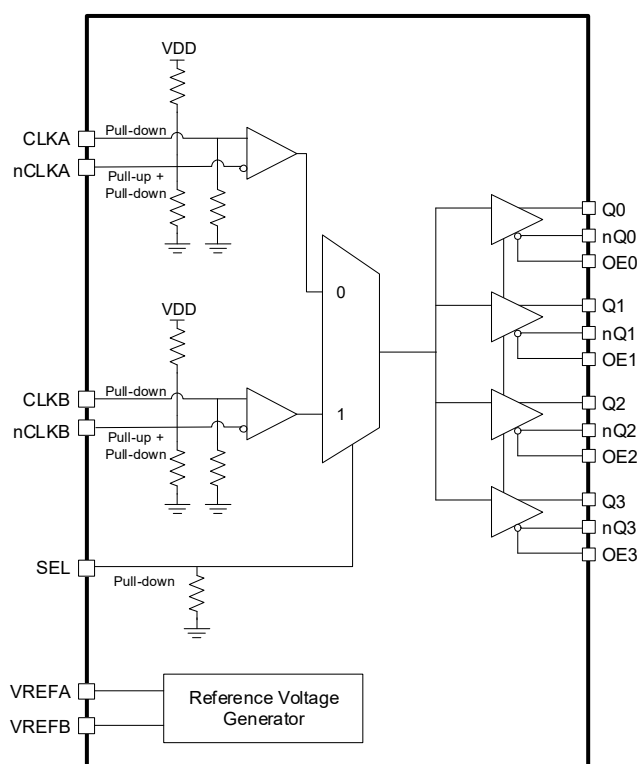 VDD
CLKA
Pull-down
nCLKA
Pull-up +
Pull-down
Q0
nQ0
OE0
0
VDD
Q1
nQ1
OE1
CLKB
Pull-down
1
Q2
nCLKB
Pull-up +
Pull-down
nQ2
OE2
Q3
nQ3
OE3
SEL
Pull-down
VREFA
VREFB
Reference Voltage
Generator